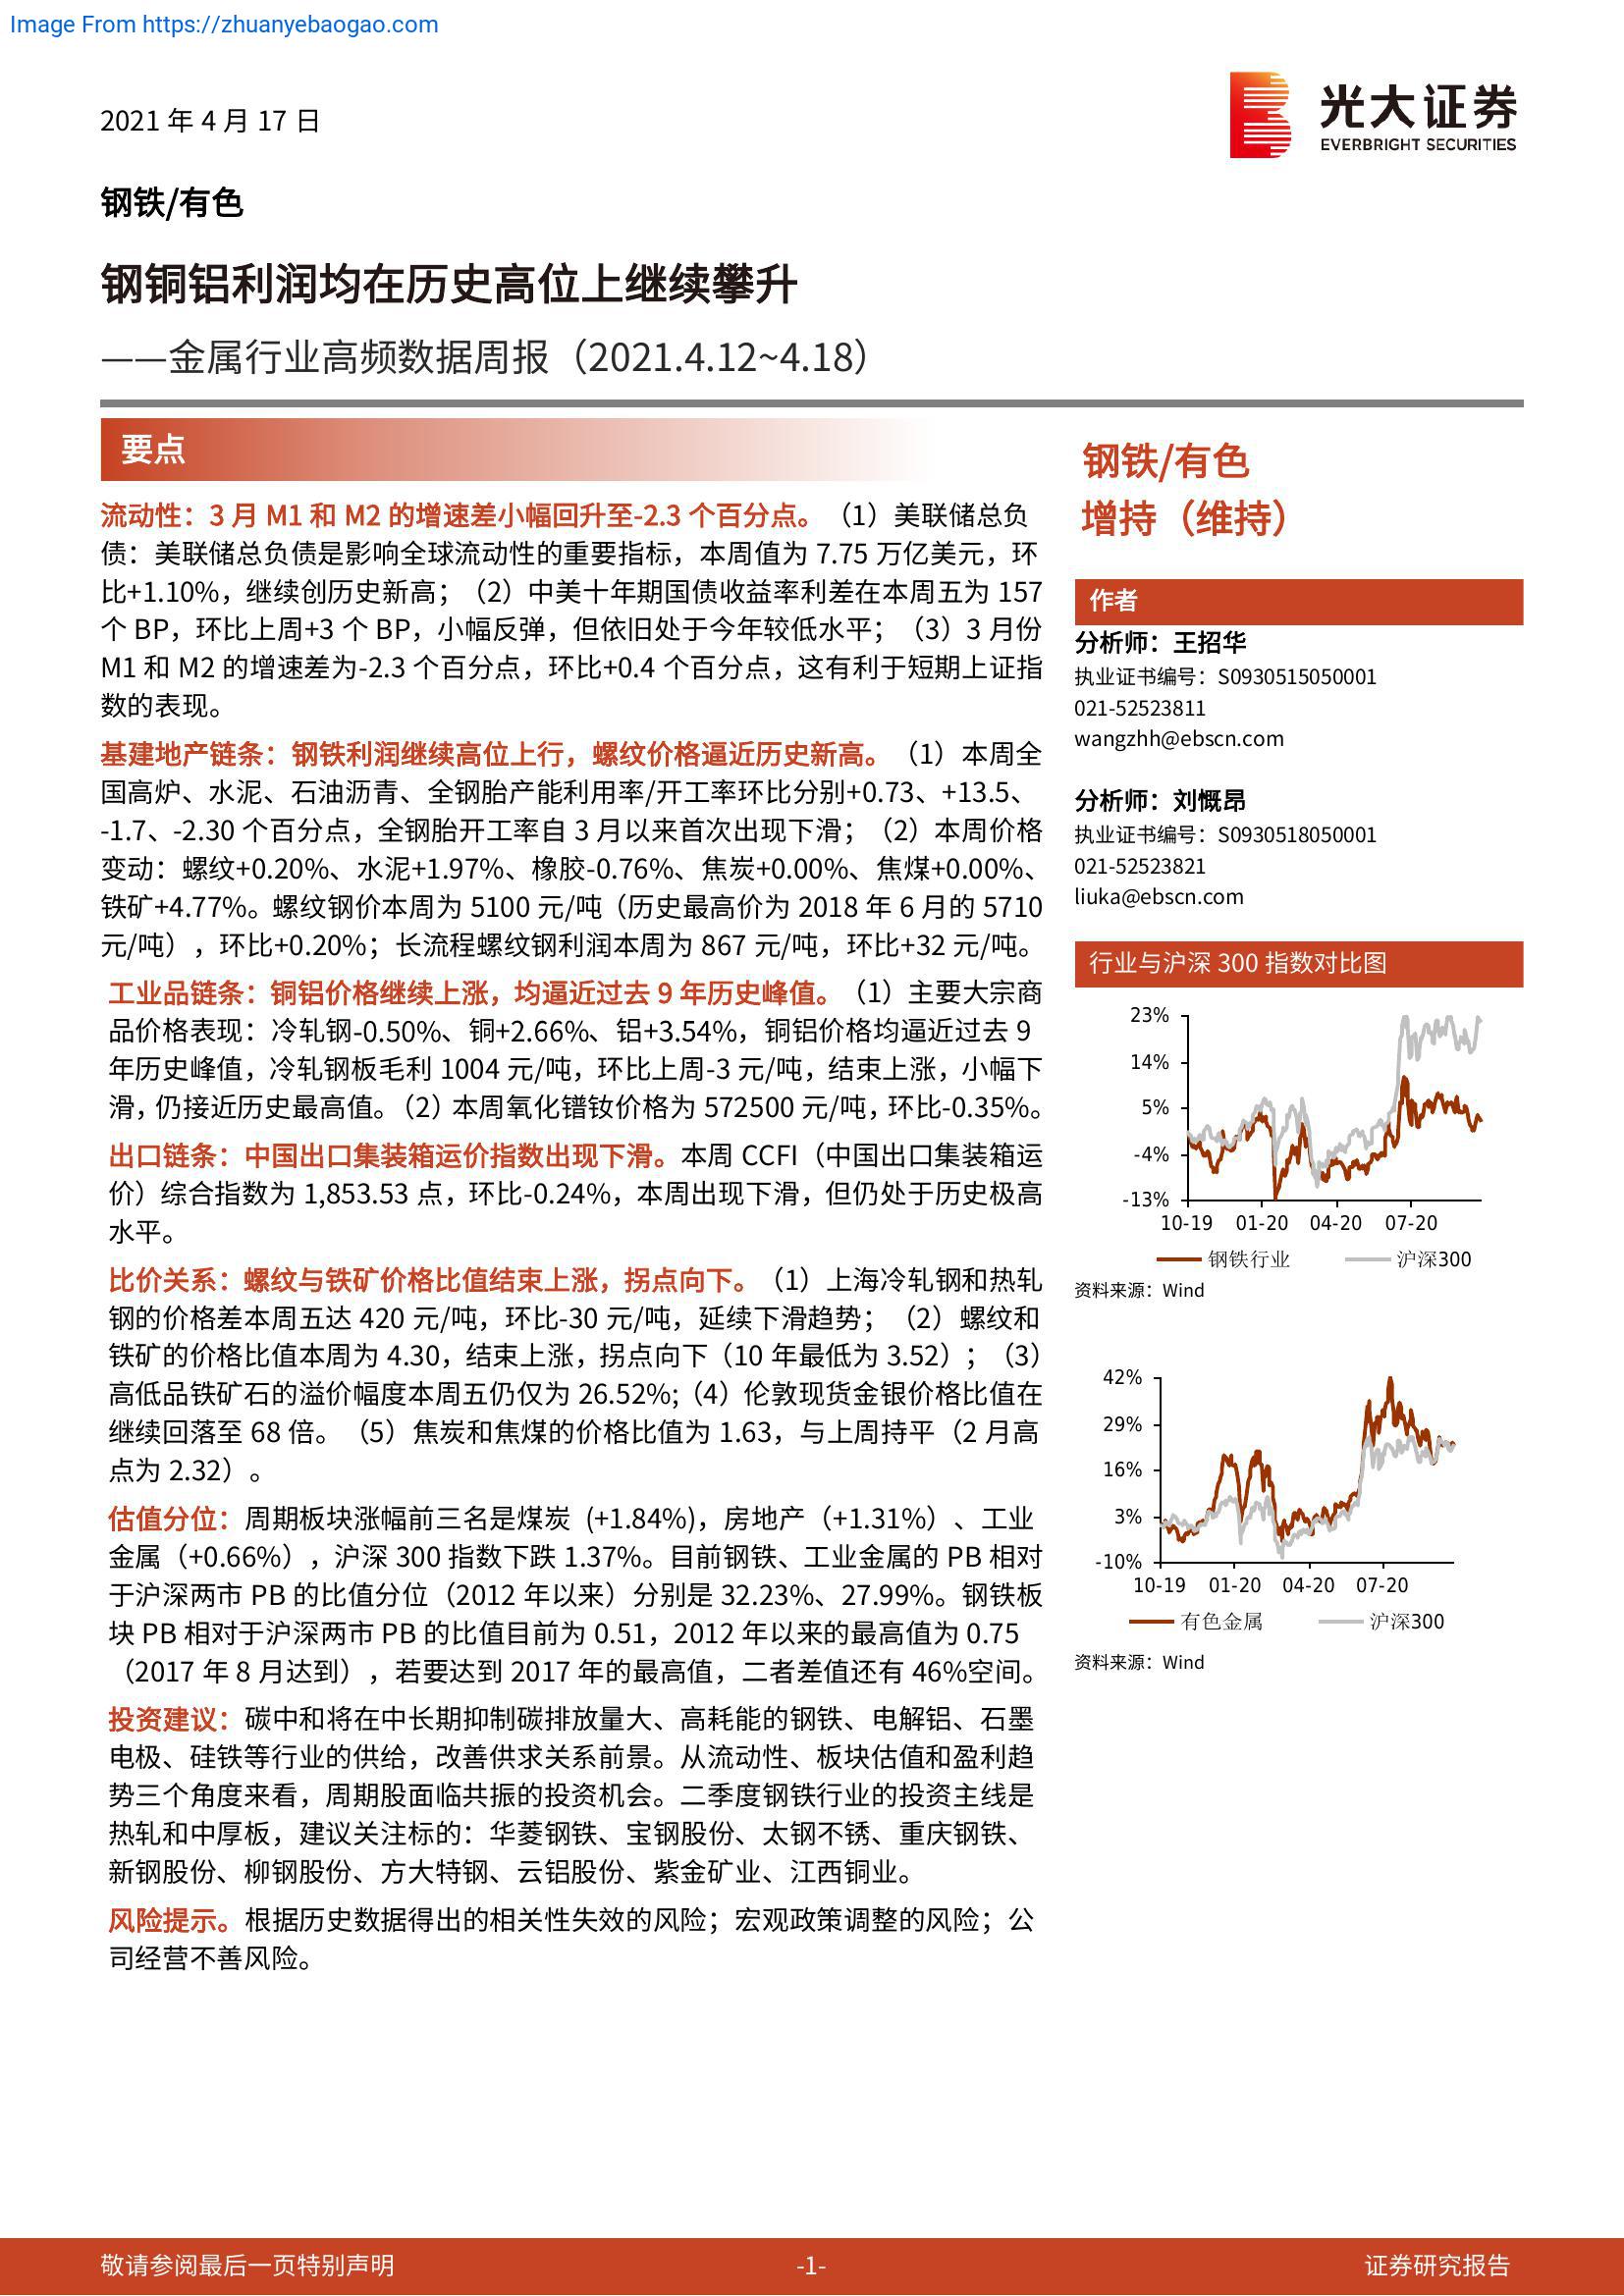 Image From https://zhuanyebaogao.com
2021 年 4 月 17 日
光大证券
EVERBRIGHT SECURITIES
钢铁/有色
钢铜铝利润均在历史高位上继续攀升
——金属行业高频数据周报（2021.4.12~4.18）
要点
流动性：3 月 M1 和 M2 的增速差小幅回升至-2.3 个百分点。（1）美联储总负
债：美联储总负债是影响全球流动性的重要指标，本周值为 7.75 万亿美元，环
比+1.10%，继续创历史新高；（2）中美十年期国债收益率利差在本周五为 157
个 BP，环比上周+3 个 BP，小幅反弹，但依旧处于今年较低水平；（3）3 月份
M1 和 M2 的增速差为-2.3 个百分点，环比+0.4 个百分点，这有利于短期上证指
数的表现。
基建地产链条：钢铁利润继续高位上行，螺纹价格逼近历史新高。（1）本周全
国高炉、水泥、石油沥青、全钢胎产能利用率/开工率环比分别+0.73、+13.5、
-1.7、-2.30 个百分点，全钢胎开工率自 3 月以来首次出现下滑；（2）本周价格
变动：螺纹+0.20%、水泥+1.97%、橡胶-0.76%、焦炭+0.00%、焦煤+0.00%、
铁矿+4.77%。螺纹钢价本周为 5100 元/吨（历史最高价为 2018 年 6 月的 5710
元/吨），环比+0.20%；长流程螺纹钢利润本周为 867 元/吨，环比+32 元/吨。
工业品链条：铜铝价格继续上涨，均逼近过去 9 年历史峰值。（1）主要大宗商
品价格表现：冷轧钢-0.50%、铜+2.66%、铝+3.54%，铜铝价格均逼近过去 9
年历史峰值，冷轧钢板毛利 1004 元/吨，环比上周-3 元/吨，结束上涨，小幅下
滑，仍接近历史最高值。（2）本周氧化镨钕价格为 572500 元/吨，环比-0.35%。
出口链条：中国出口集装箱运价指数出现下滑。本周 CCFI（中国出口集装箱运
价）综合指数为 1,853.53 点，环比-0.24%，本周出现下滑，但仍处于历史极高
水平。
比价关系：螺纹与铁矿价格比值结束上涨，拐点向下。（1）上海冷轧钢和热轧
钢的价格差本周五达 420 元/吨，环比-30 元/吨，延续下滑趋势；（2）螺纹和
铁矿的价格比值本周为 4.30，结束上涨，拐点向下（10 年最低为 3.52）；（3）
高低品铁矿石的溢价幅度本周五仍仅为 26.52%;（4）伦敦现货金银价格比值在
继续回落至 68 倍。（5）焦炭和焦煤的价格比值为 1.63，与上周持平（2 月高
点为 2.32）。
估值分位：周期板块涨幅前三名是煤炭 (+1.84%)，房地产（+1.31%）、工业
金属（+0.66%），沪深 300 指数下跌 1.37%。目前钢铁、工业金属的 PB 相对
于沪深两市 PB 的比值分位（2012 年以来）分别是 32.23%、27.99%。钢铁板
块 PB 相对于沪深两市 PB 的比值目前为 0.51，2012 年以来的最高值为 0.75
（2017 年 8 月达到），若要达到 2017 年的最高值，二者差值还有 46%空间。
投资建议：碳中和将在中长期抑制碳排放量大、高耗能的钢铁、电解铝、石墨
电极、硅铁等行业的供给，改善供求关系前景。从流动性、板块估值和盈利趋
势三个角度来看，周期股面临共振的投资机会。二季度钢铁行业的投资主线是
热轧和中厚板，建议关注标的：华菱钢铁、宝钢股份、太钢不锈、重庆钢铁、
新钢股份、柳钢股份、方大特钢、云铝股份、紫金矿业、江西铜业。
风险提示。根据历史数据得出的相关性失效的风险；宏观政策调整的风险；公
司经营不善风险。
钢铁/有色
增持（维持）
作者
分析师：王招华
执业证书编号：S0930515050001
021-52523811
wangzhh@ebscn.com
分析师：刘慨昂
执业证书编号：S0930518050001
021-52523821
liuka@ebscn.com
行业与沪深 300 指数对比图
23%
14%
5%
-4%
-13%
10-19 01-20 04-20 07-20
钢铁行业 沪深300
资料来源：Wind
42%
29%
16%
3%
-10%
10-19 01-20 04-20 07-20
有色金属 沪深300
资料来源：Wind
敬请参阅最后一页特别声明 -1- 证券研究报告